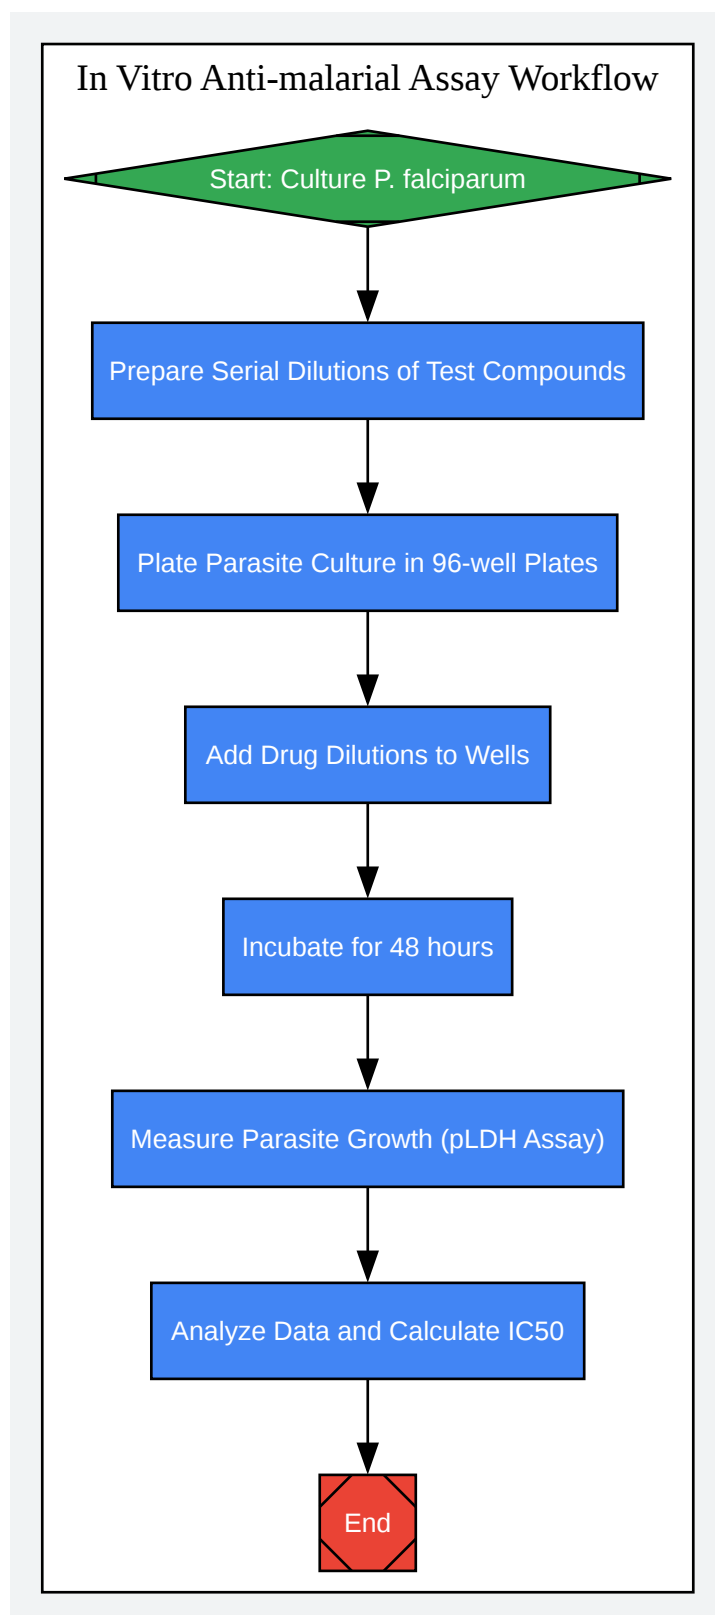 In Vitro Anti-malarial Assay Workflow
Start: Culture P. falciparum
Prepare Serial Dilutions of Test Compounds
Plate Parasite Culture in 96-well Plates
Add Drug Dilutions to Wells
Incubate for 48 hours
Measure Parasite Growth (pLDH Assay)
Analyze Data and Calculate IC50
End